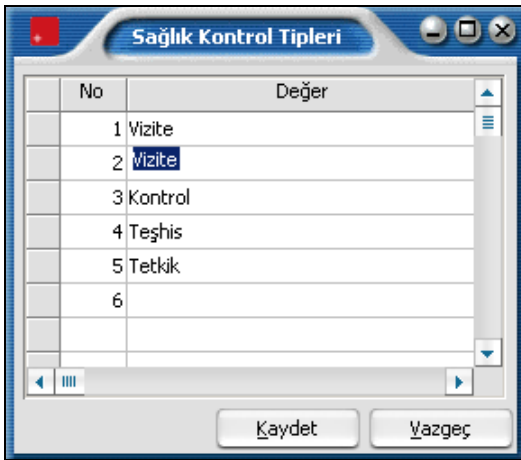 Sağlık Kontrol Tipleri
No Değer
1 Vizite
2 Vizite
3 Kontrol
4 Teşhis
5 Tetkik
6
Kaydet Vazgeç